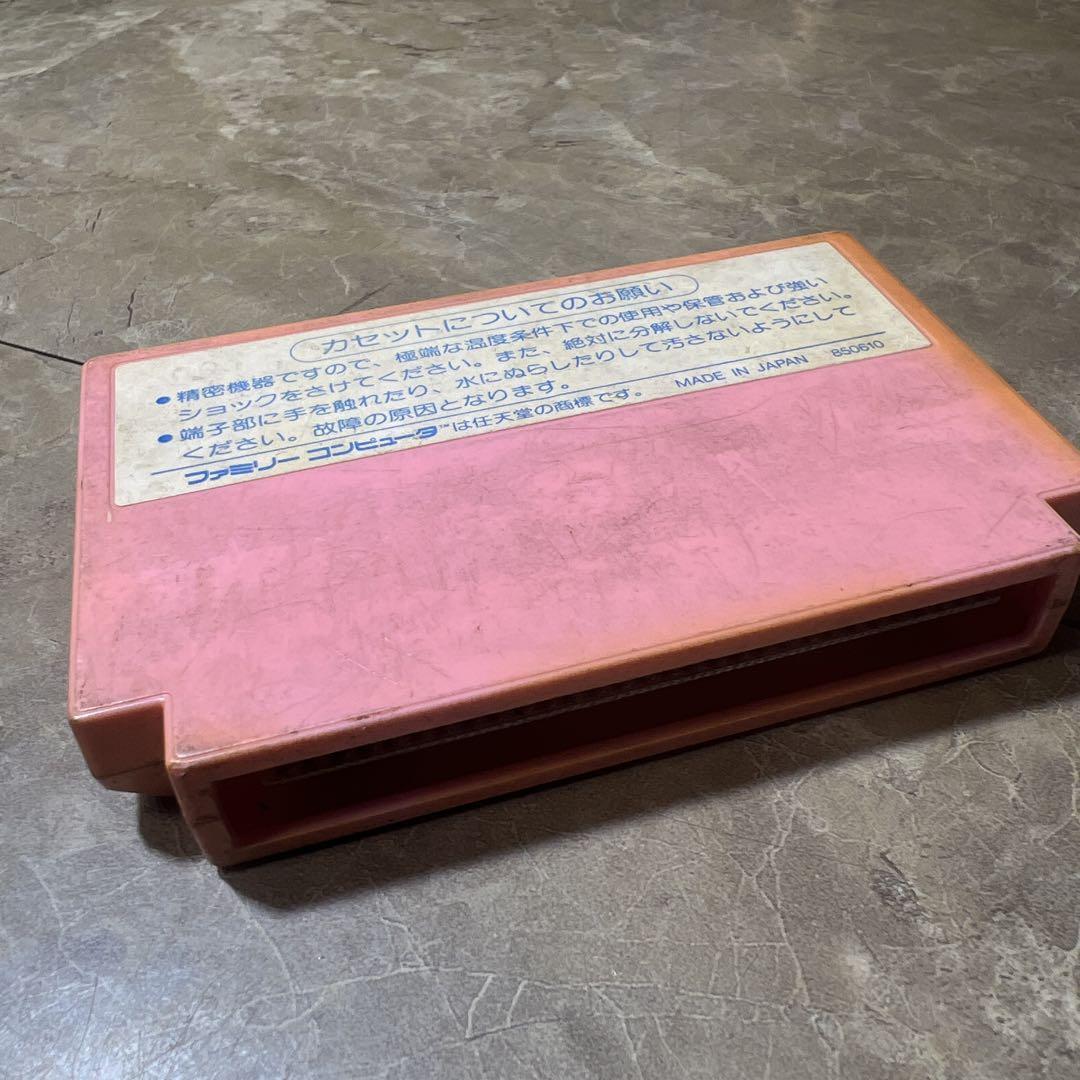 カセットについてのお願い
●精密機器ですので、極端な温度条件下での使用や保管および強い
ショックをさけてください。また、絶対に分解しないでください。
●端子部に手を触れたり、水にぬらしたりして汚さないようにして
ください。故障の原因となります。
ファミリーコンピュータ™は任天堂の商標です。 MADE IN JAPAN 850610